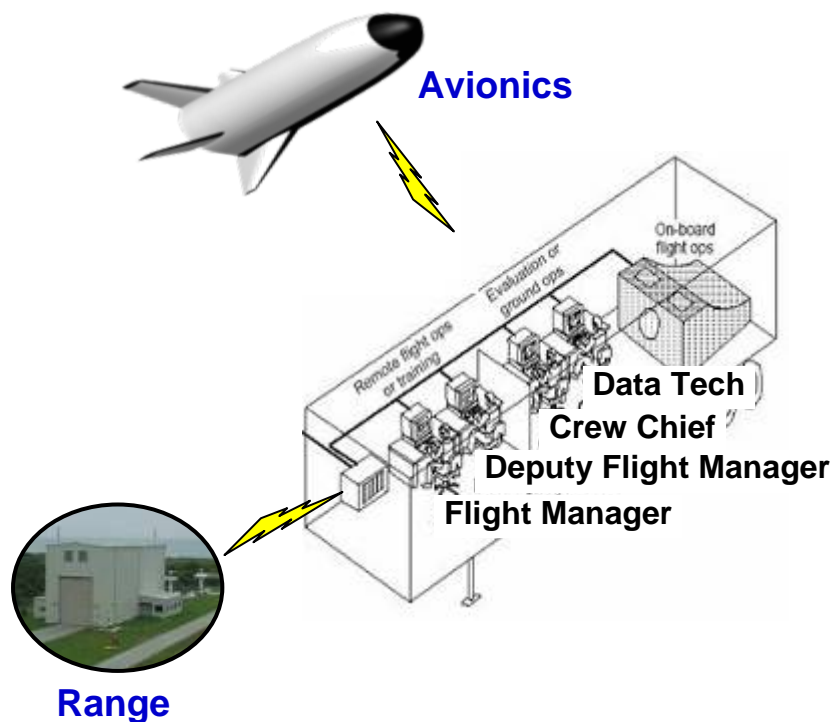 Avionics
On-board
flight ops
Evaluation or
ground ops
Remote flight ops
or training
Data Tech
Crew Chief
Deputy Flight Manager
Flight Manager
Range